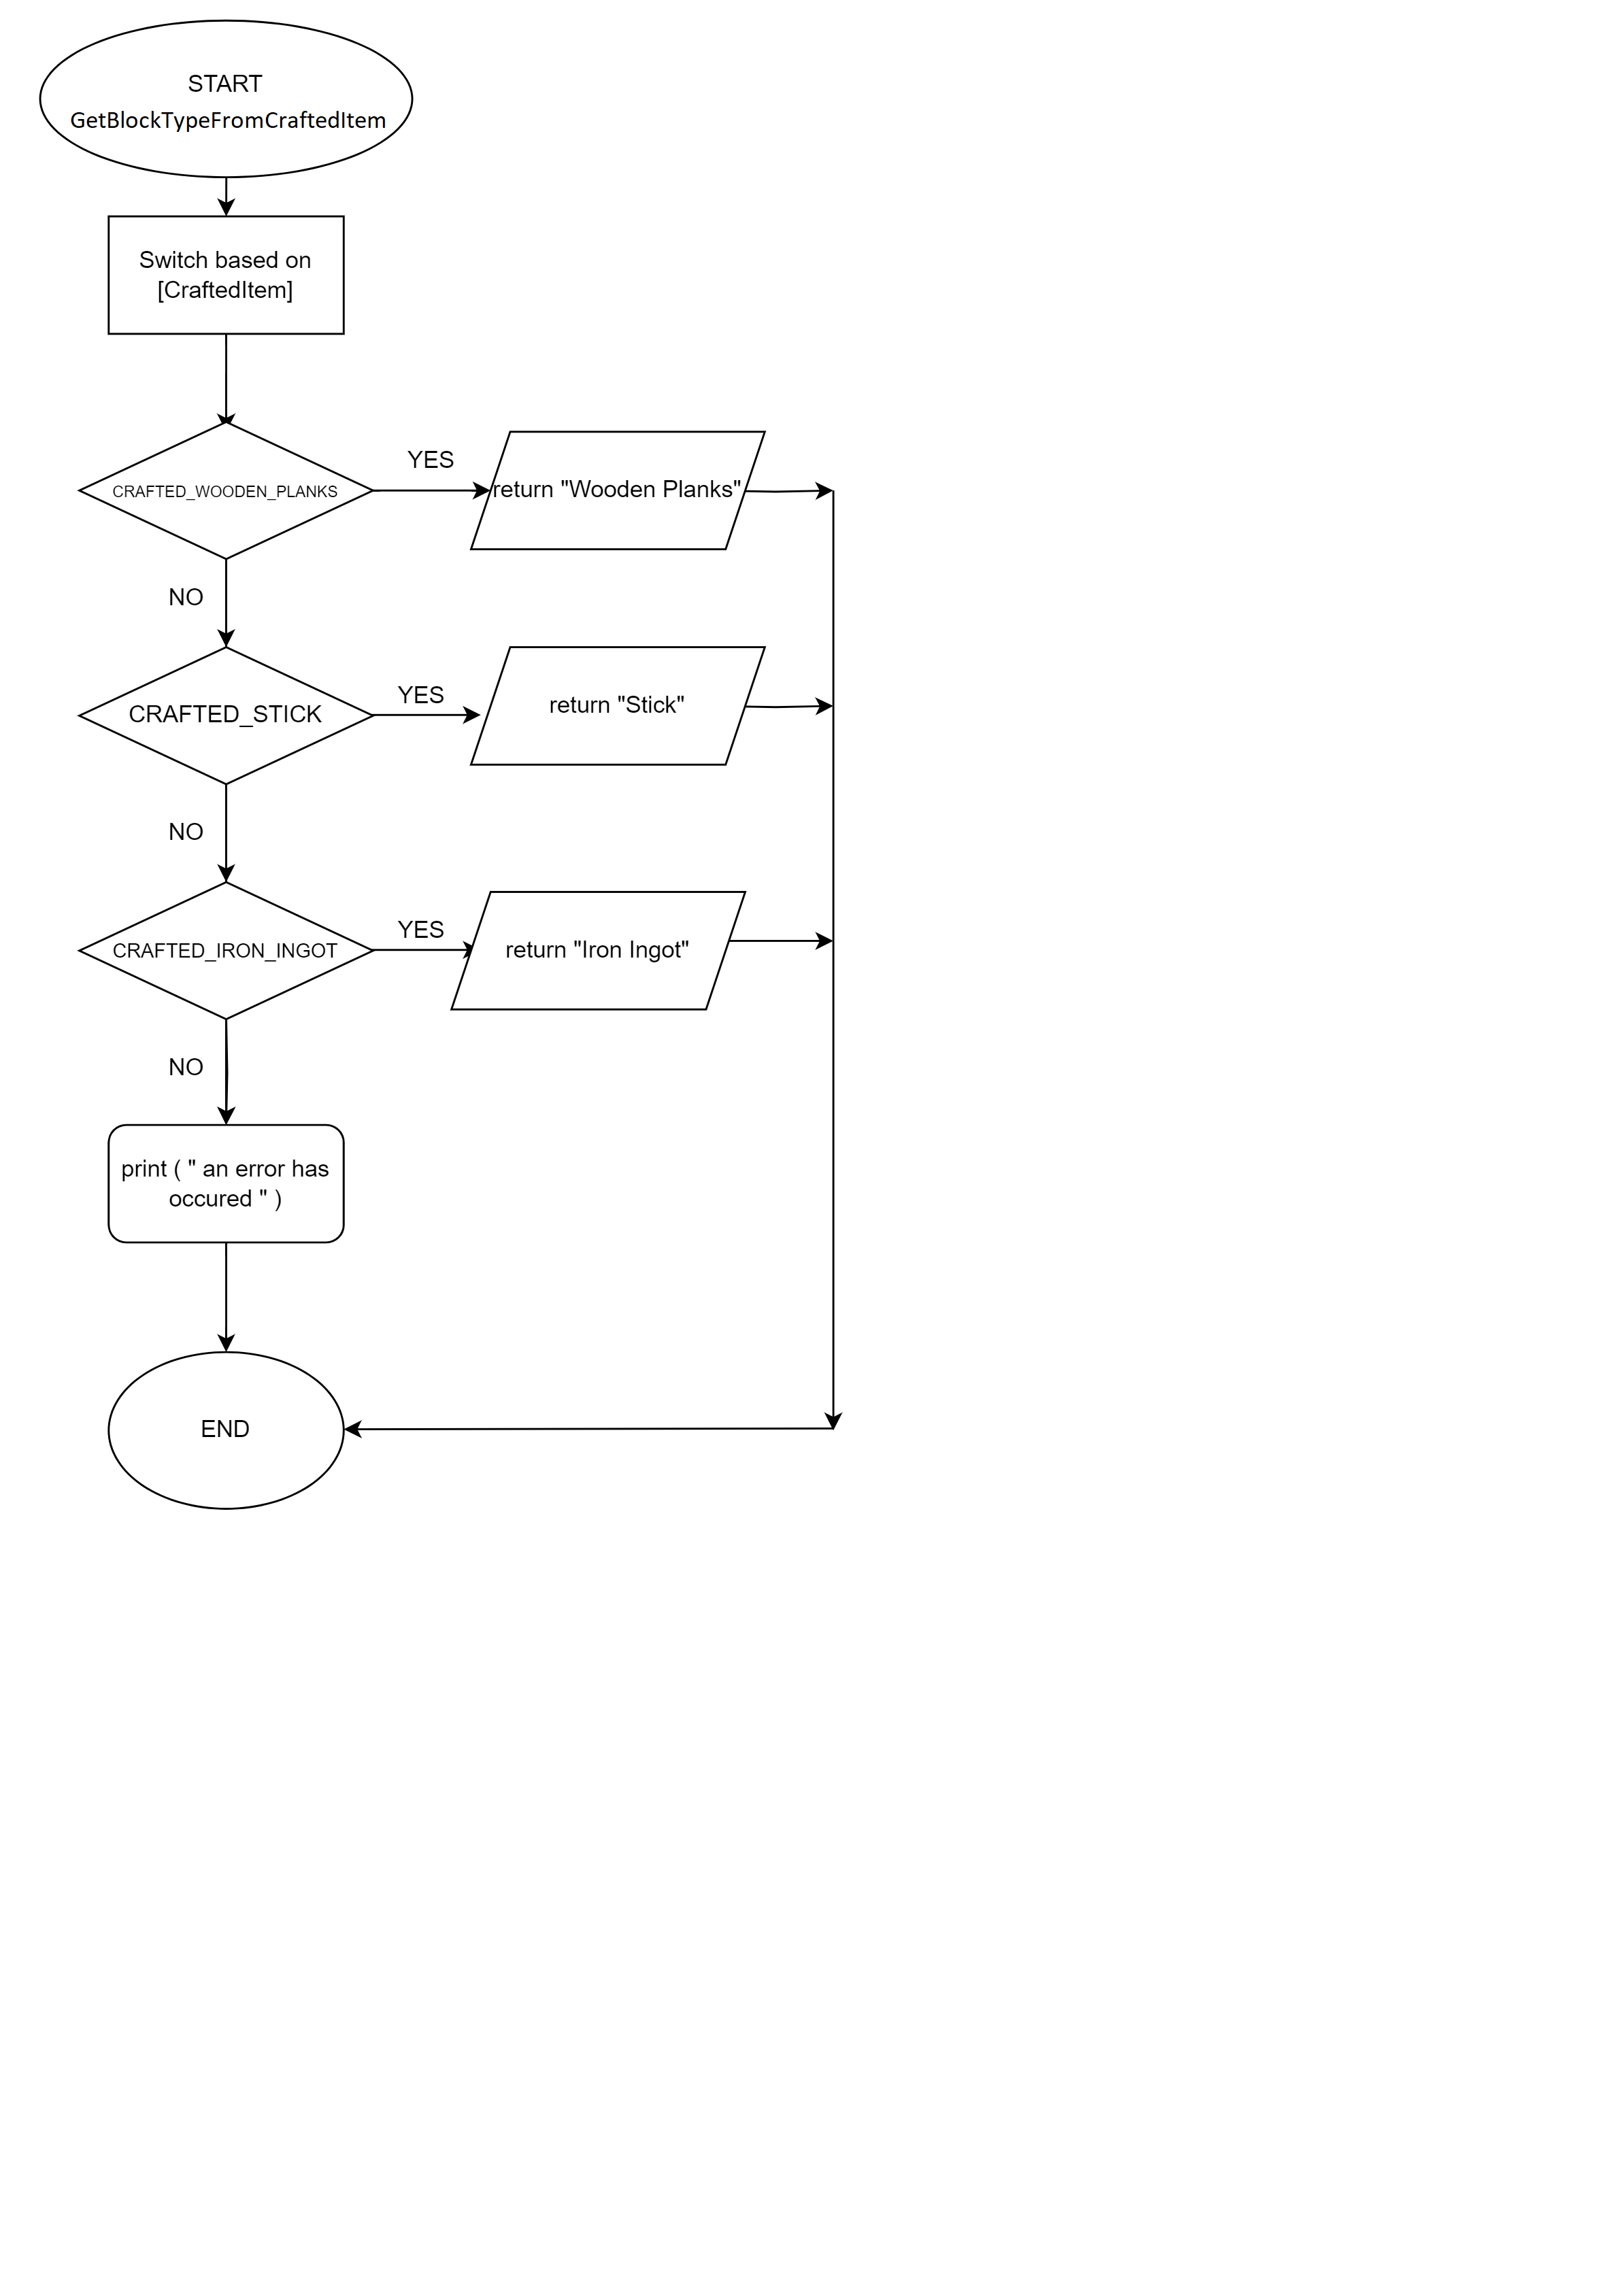 START
GetBlockTypeFromCraftedItem
Switch based on
[CraftedItem]
CRAFTED_WOODEN_PLANKS
YES
return "Wooden Planks"
NO
CRAFTED_STICK
YES
return "Stick"
NO
CRAFTED_IRON_INGOT
YES
return "Iron Ingot"
NO
print ( " an error has
occured " )
END